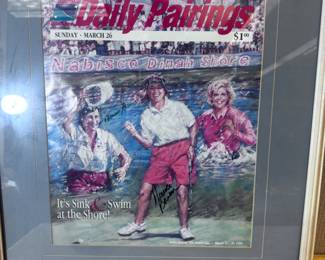 Daily Pairings
SUNDAY - MARCH 26
$1.00
Nabisco Dinah Shore
It's Sink & Swim
at the Shore!